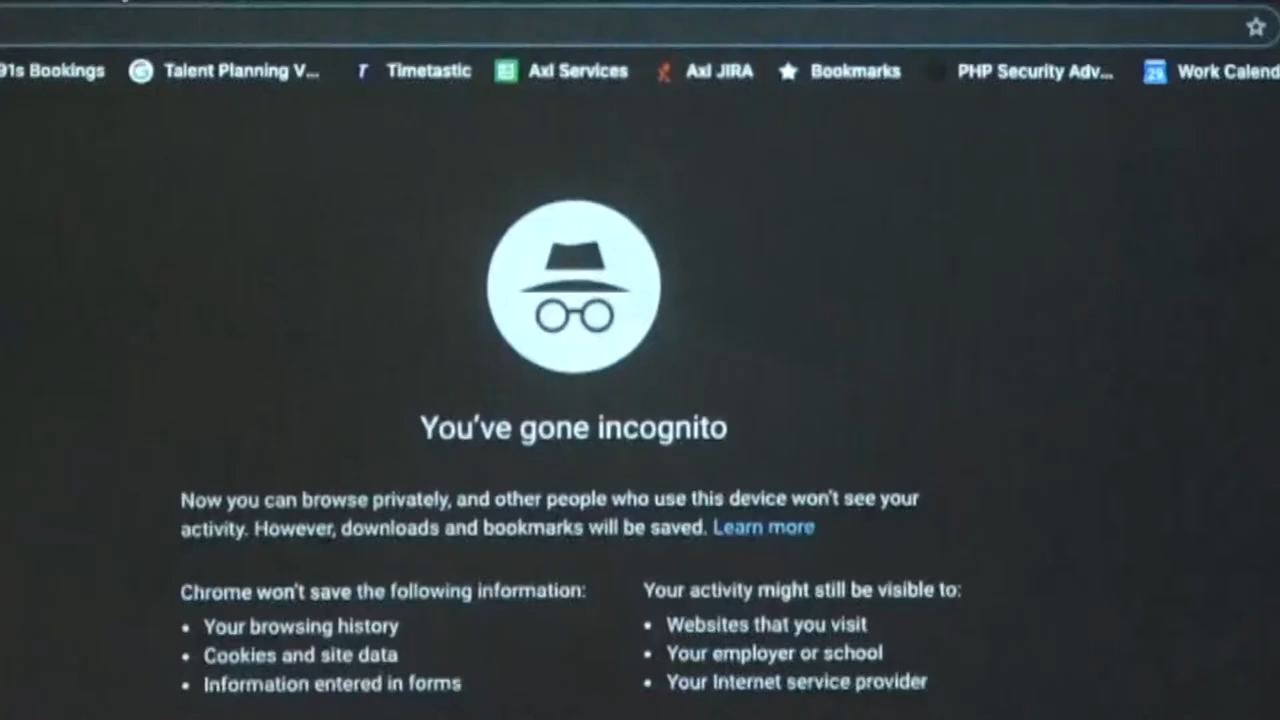 91s Bookings Talent Planning V... T Timetastic Axl Services Axl JIRA Bookmarks PHP Security Adv... 29 Work Calend
You've gone incognito
Now you can browse privately, and other people who use this device won't see your
activity. However, downloads and bookmarks will be saved. Learn more
Chrome won't save the following information:
• Your browsing history
• Cookies and site data
• Information entered in forms
Your activity might still be visible to:
• Websites that you visit
• Your employer or school
• Your Internet service provider